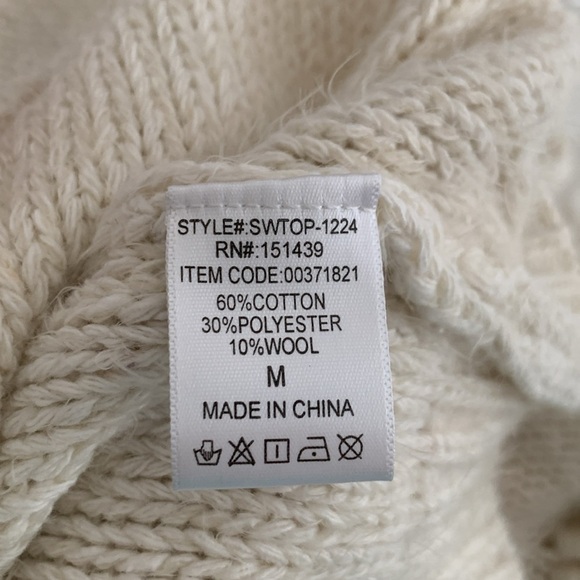 STYLE#:SWTOP-1224
RN#:151439
ITEM CODE:00371821
60%COTTON
30%POLYESTER
10%WOOL
M
MADE IN CHINA